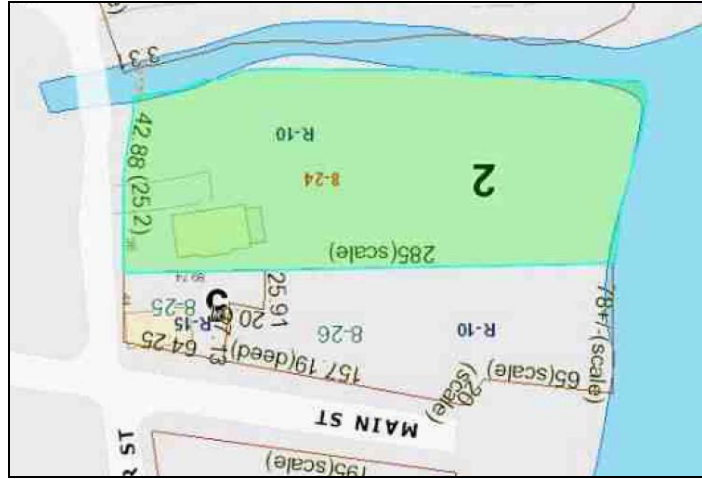 3.31
42.88 (25.2)
R-10
8-24
2
285(scale)
25.91
8-25
R-15
20
8-26
R-10
78+/-(scale)
64.25
157.19(deed)
20
(scale)
65(scale)
MAIN ST
R ST
195(scale)